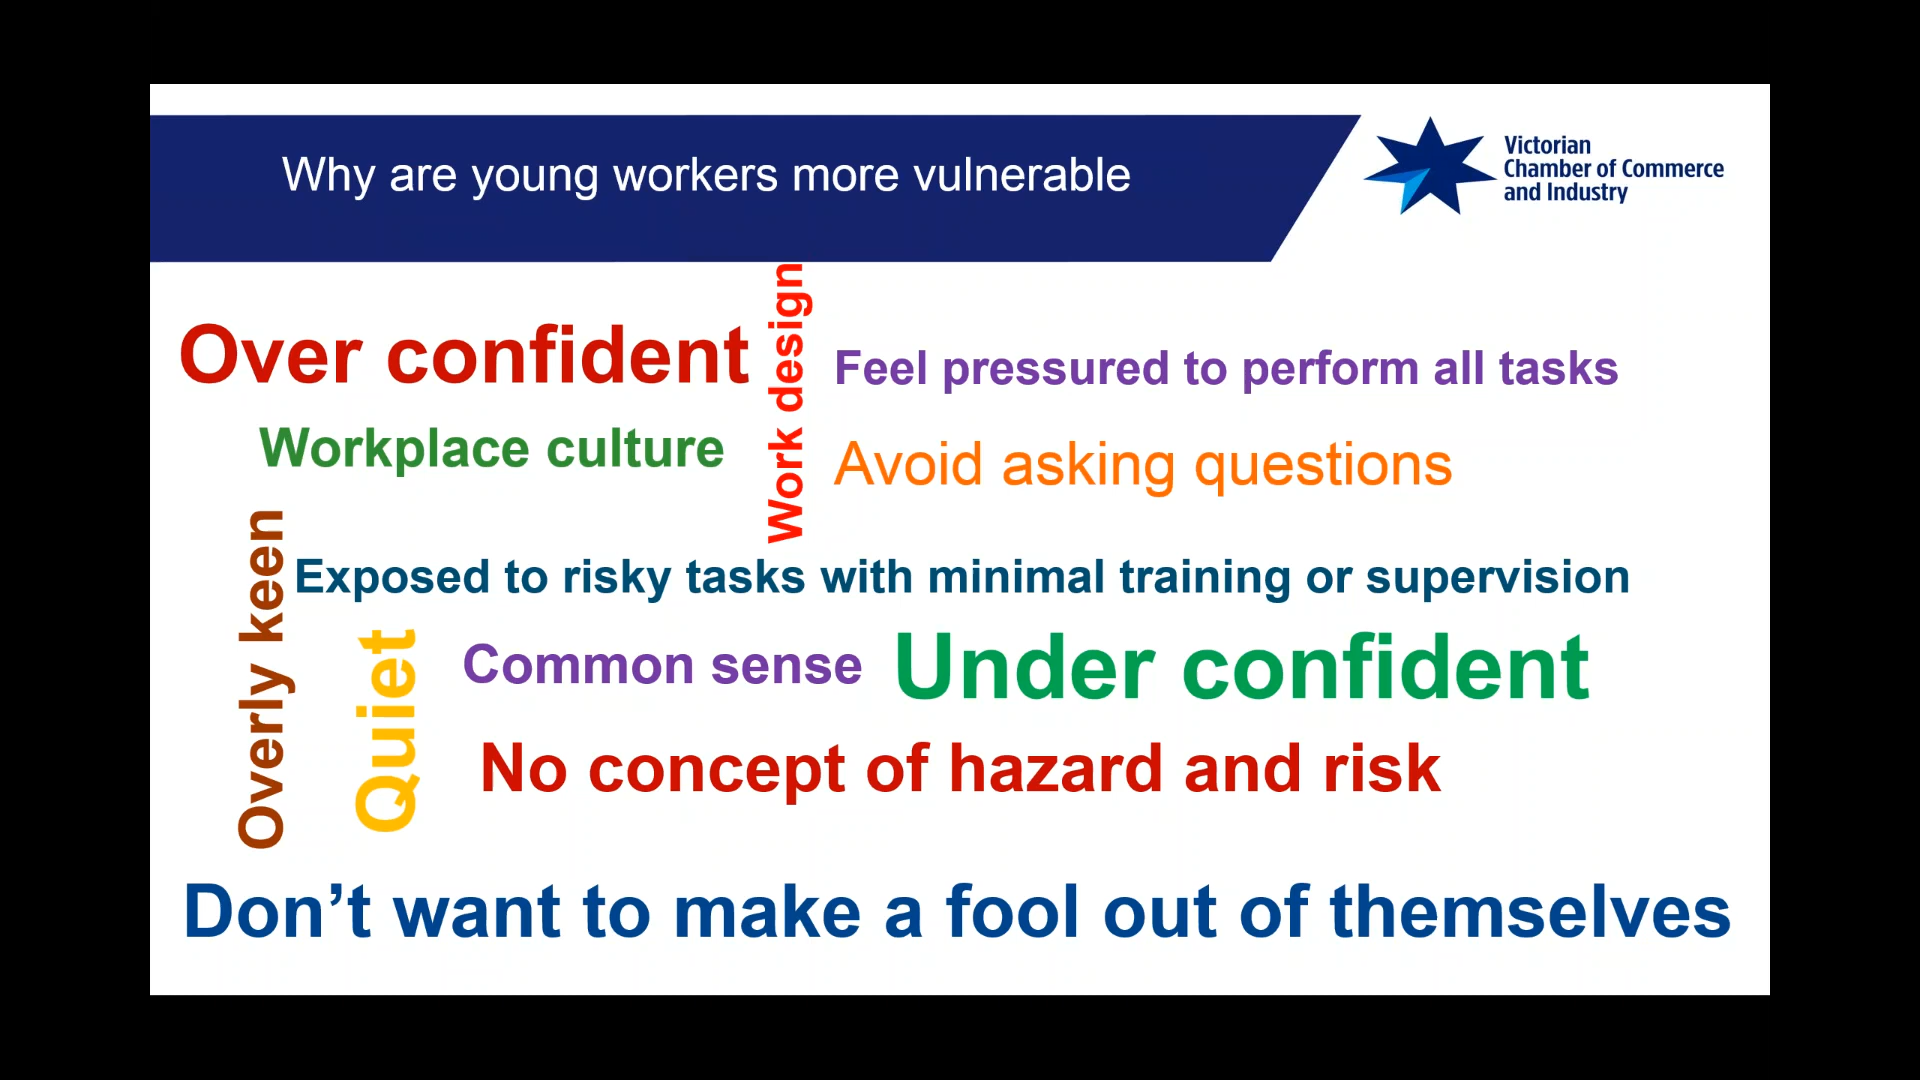 Why are young workers more vulnerable
Victorian
Chamber of Commerce
and Industry
Over confident
Work design
Feel pressured to perform all tasks
Workplace culture
Avoid asking questions
Overly keen
Exposed to risky tasks with minimal training or supervision
Quiet
Common sense
Under confident
No concept of hazard and risk
Don’t want to make a fool out of themselves